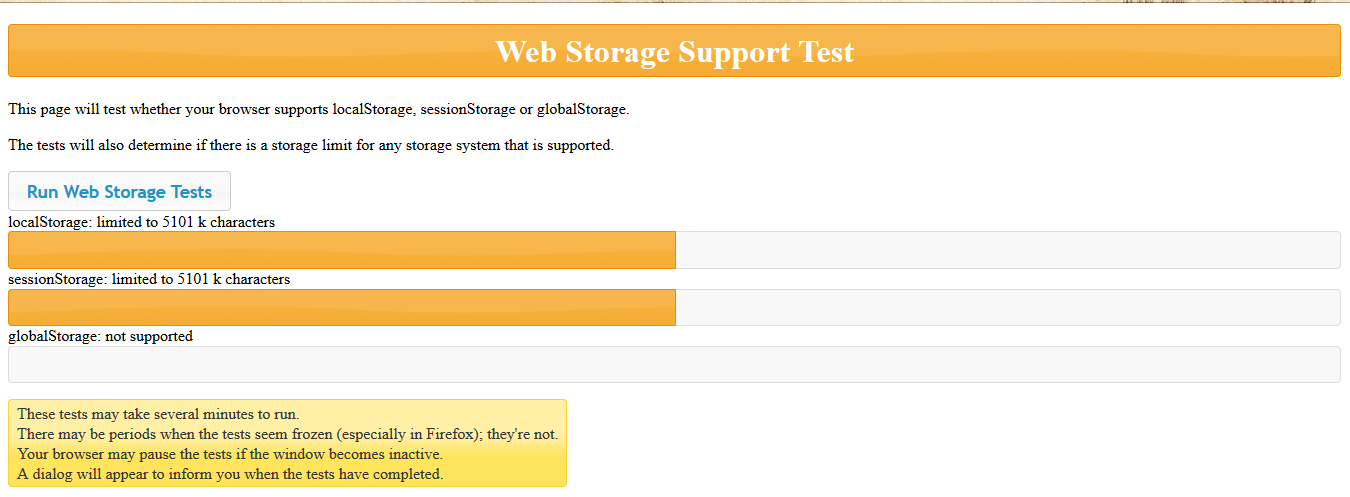 Web Storage Support Test
This page will test whether your browser supports localStorage, sessionStorage or globalStorage.
The tests will also determine if there is a storage limit for any storage system that is supported.
Run Web Storage Tests
localStorage: limited to 5101 k characters
sessionStorage: limited to 5101 k characters
globalStorage: not supported
These tests may take several minutes to run.
There may be periods when the tests seem frozen (especially in Firefox); they're not.
Your browser may pause the tests if the window becomes inactive.
A dialog will appear to inform you when the tests have completed.